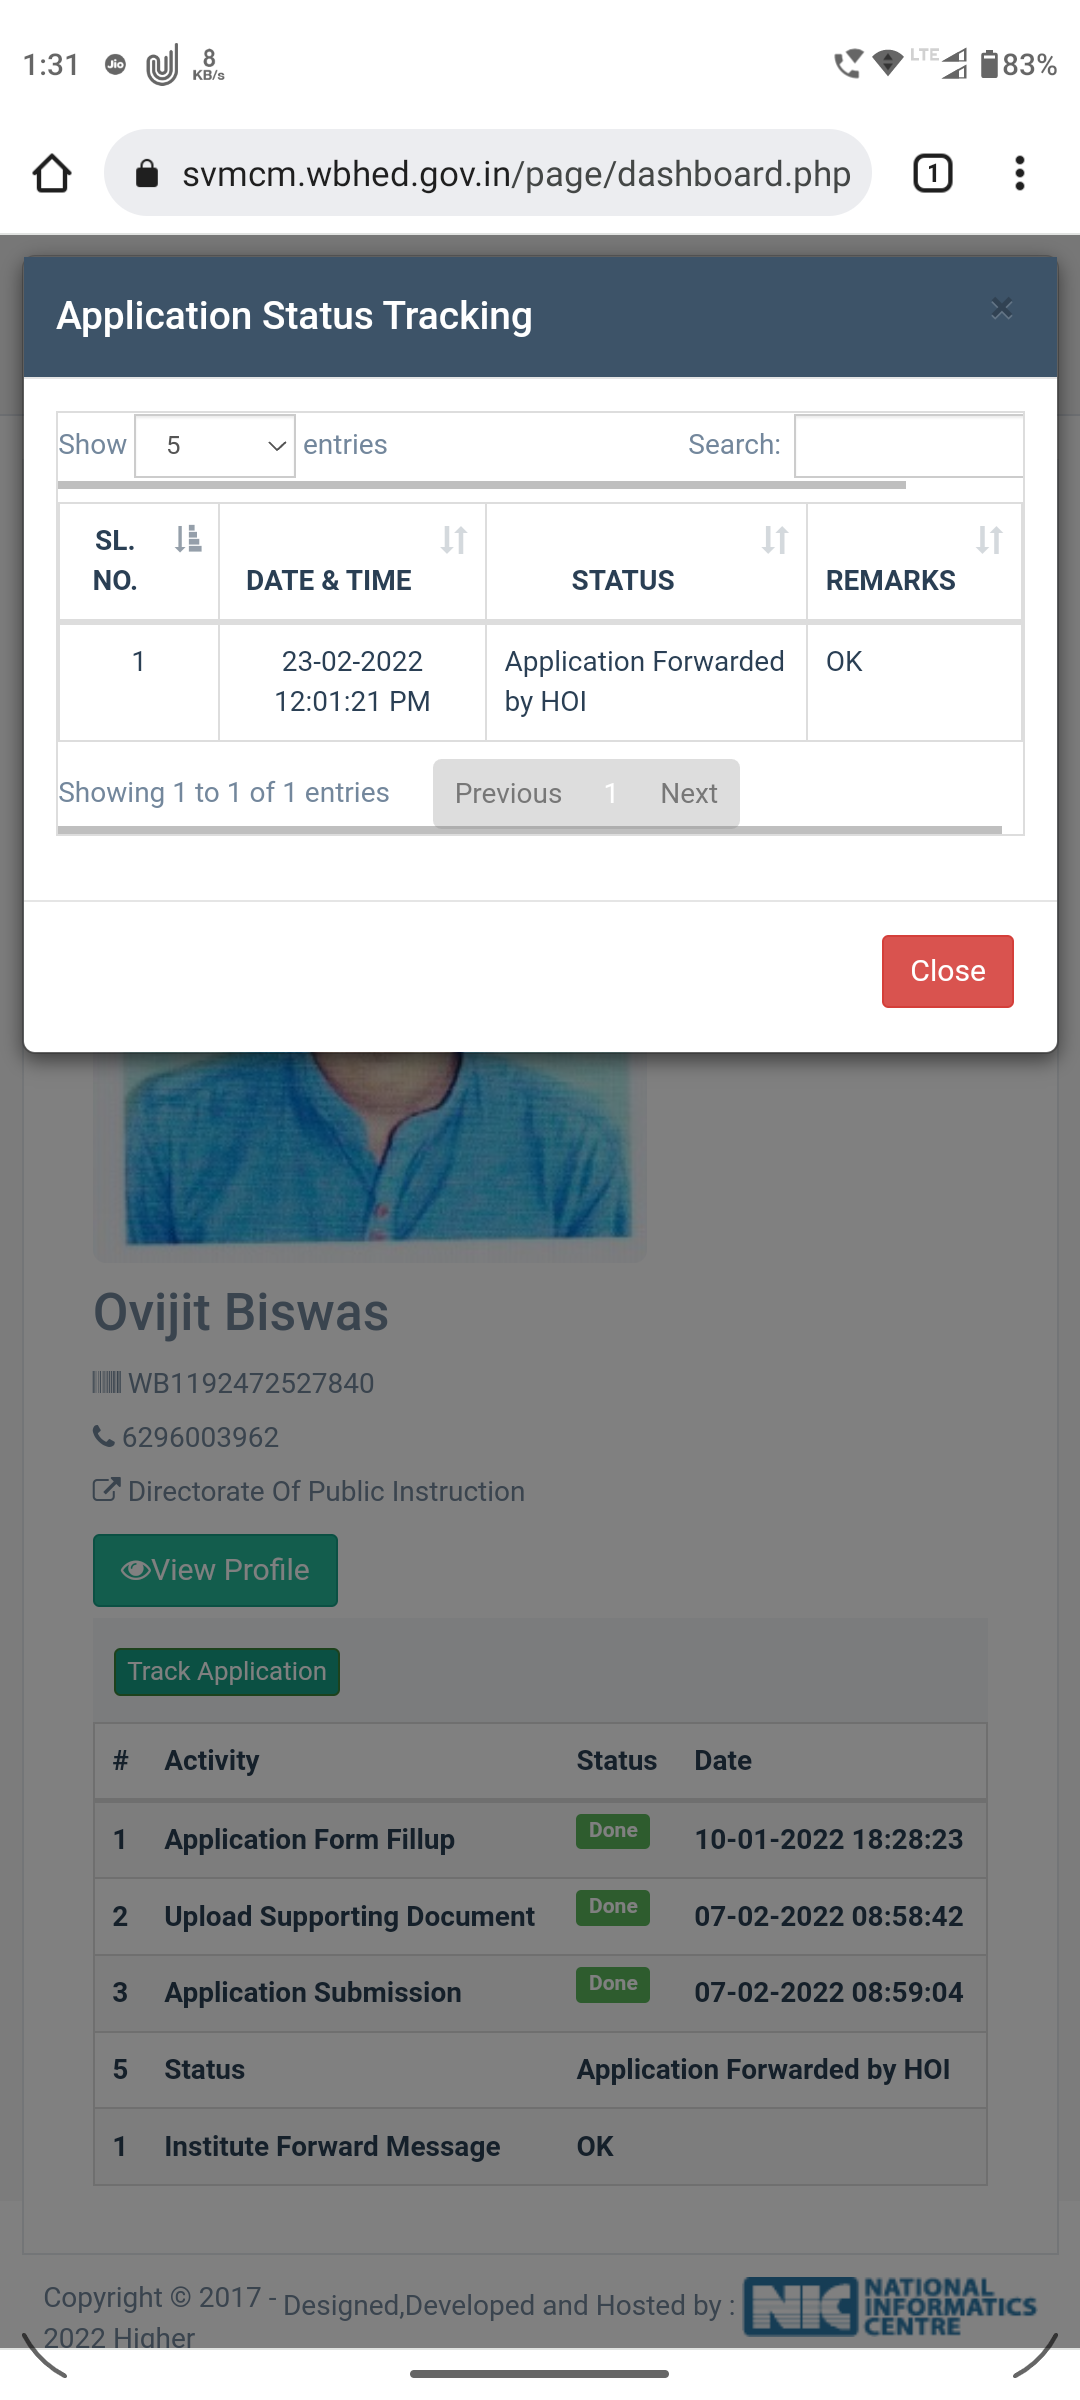 1:31 Jio 8 KB/s LTE 83%
svmcm.wbhed.gov.in/page/dashboard.php 1
Application Status Tracking ×
Show 5 entries Search:
SL. NO. DATE & TIME STATUS REMARKS
1 23-02-2022 12:01:21 PM Application Forwarded by HOI OK
Showing 1 to 1 of 1 entries Previous 1 Next
Close
Ovijit Biswas
WB1192472527840
6296003962
Directorate Of Public Instruction
View Profile
Track Application
# Activity Status Date
1 Application Form Fillup Done 10-01-2022 18:28:23
2 Upload Supporting Document Done 07-02-2022 08:58:42
3 Application Submission Done 07-02-2022 08:59:04
5 Status Application Forwarded by HOI
1 Institute Forward Message OK
Copyright © 2017 - 2022 Higher
Designed,Developed and Hosted by :
NIC NATIONAL INFORMATICS CENTRE